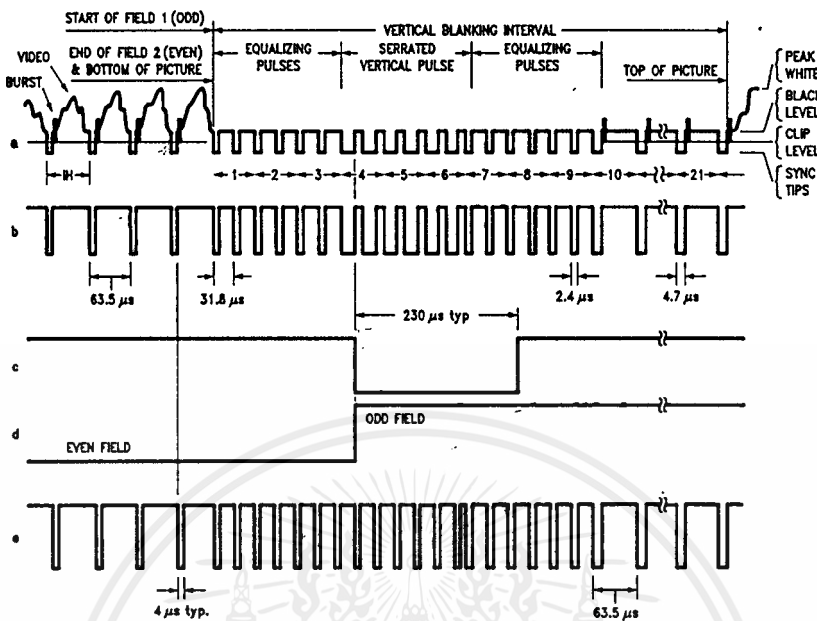 START OF FIELD 1 (ODD)
VERTICAL BLANKING INTERVAL
END OF FIELD 2 (EVEN)
& BOTTOM OF PICTURE
EQUALIZING
PULSES
SERRATED
VERTICAL PULSE
EQUALIZING
PULSES
TOP OF PICTURE
VIDEO
BURST
PEAK
WHITE
BLACK
LEVEL
CLIP
LEVEL
SYNC
TIPS
a
1H
1 2 3 4 5 6 7 8 9 10 21
b
63.5 µs
31.8 µs
2.4 µs
4.7 µs
230 µs typ
c
d
EVEN FIELD
ODD FIELD
e
4 µs typ.
63.5 µs